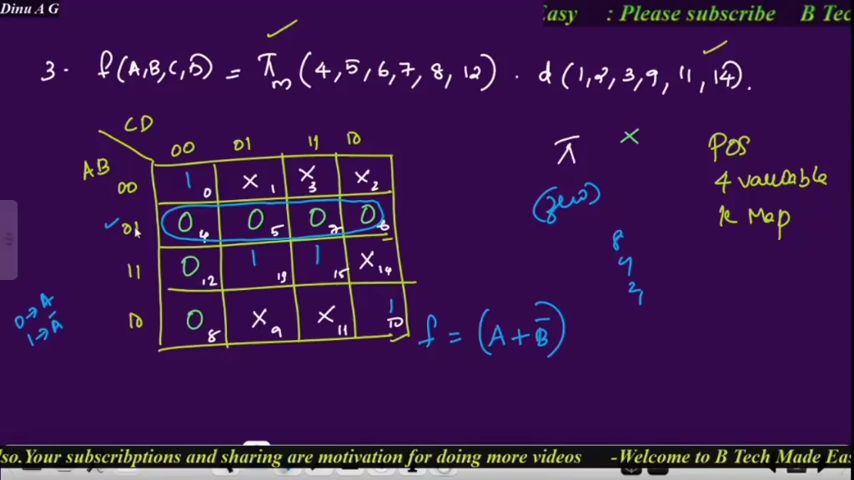 Dinu A G
Easy : Please subscribe B Tec
3. f(A,B,C,D) = π_M (4,5,6,7,8,12) . d(1,2,3,9,11,14).
CD
00 01 11 10
AB
00 1 0 X 1 X 3 X 2
✓ 01 0 4 0 5 0 7 0 6
11 0 12 1 13 1 15 X 14
10 0 8 X 9 X 11 1 10
0→A
1→A̅
π X
(zero)
POS
4 variable
K Map
8
4
2
f = (A + B̅)
lso.Your subscribptions and sharing are motivation for doing more videos -Welcome to B Tech Made Eas